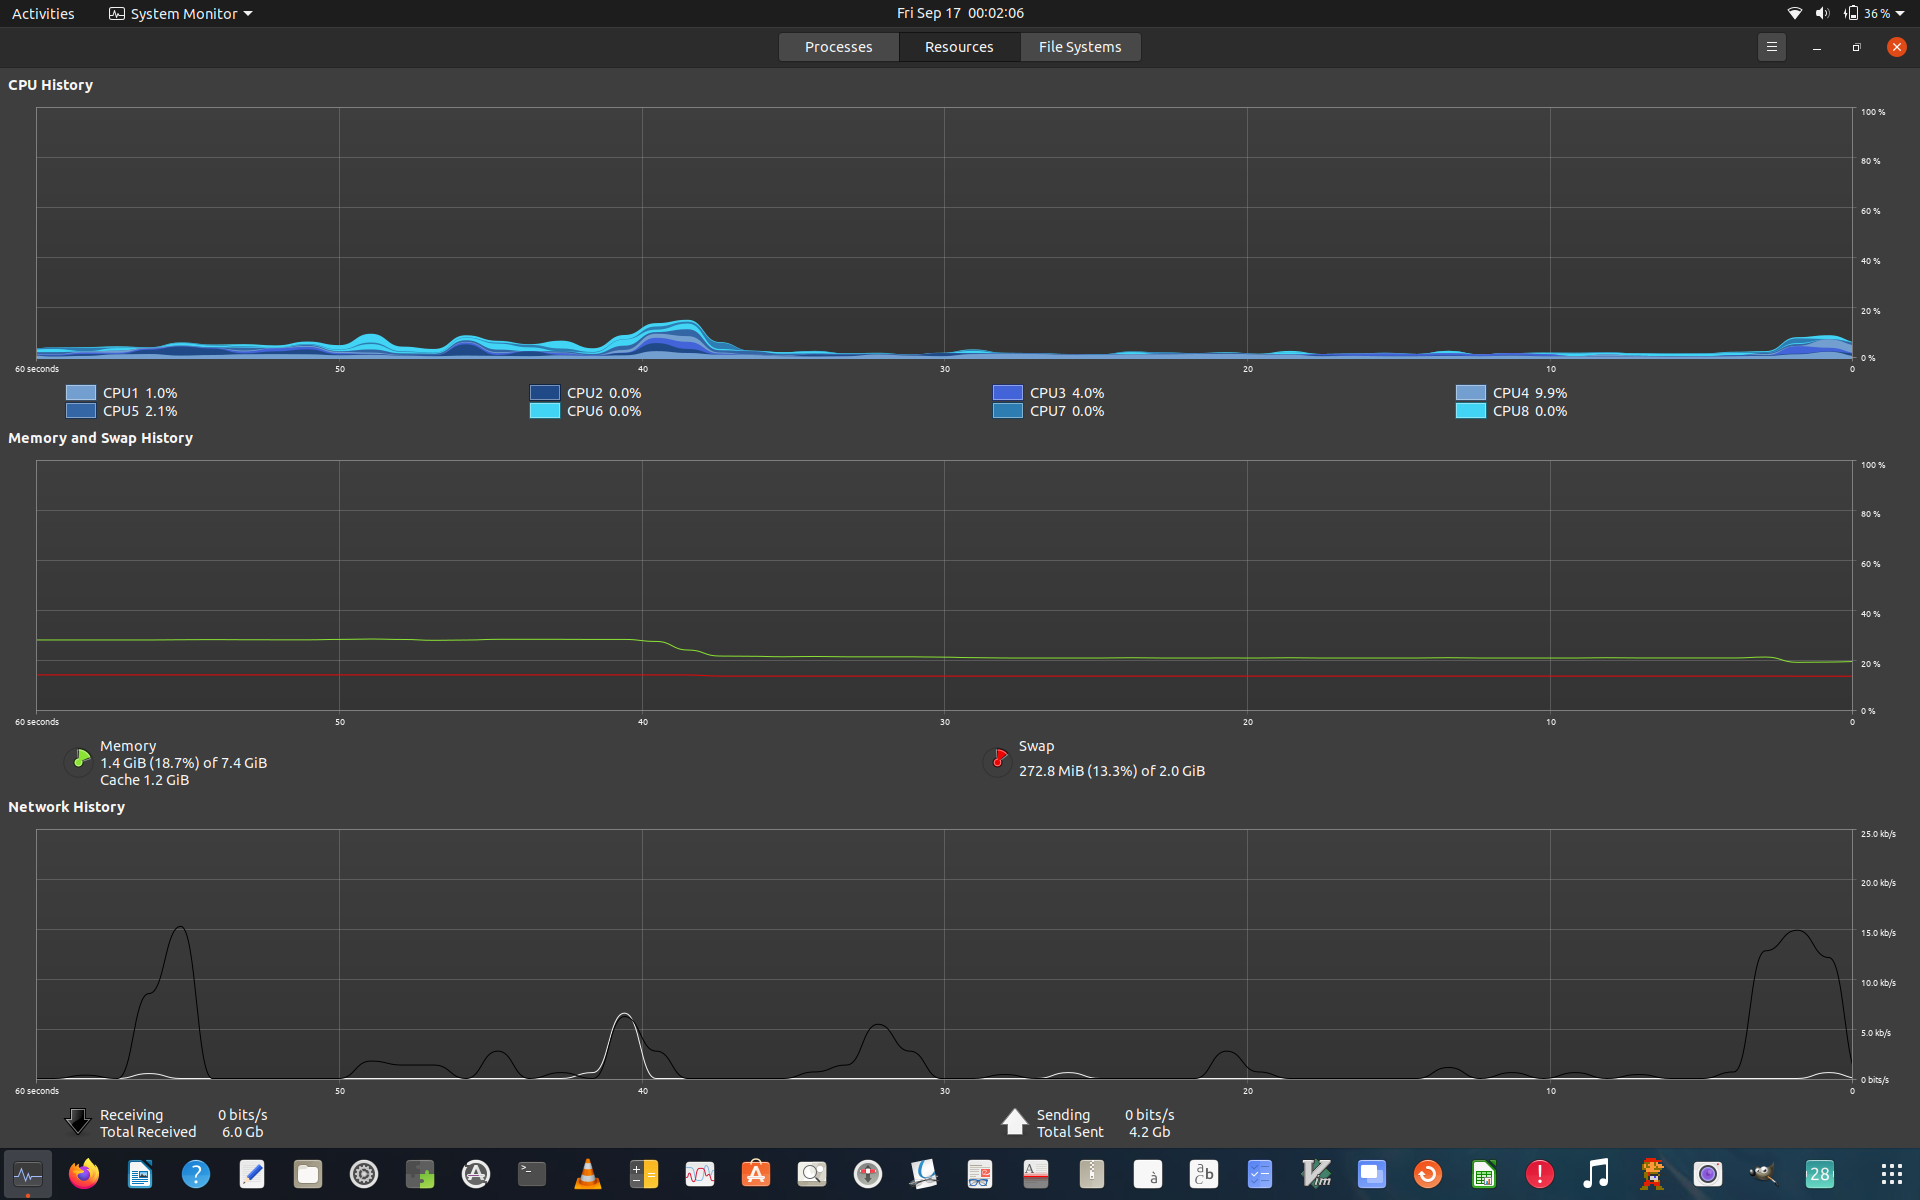 Activities
System Monitor
Fri Sep 17 00:02:06
36 %
Processes
Resources
File Systems
CPU History
100 %
80 %
60 %
40 %
20 %
0 %
60 seconds 50 40 30 20 10 0
CPU1 1.0% CPU2 0.0% CPU3 4.0% CPU4 9.9%
CPU5 2.1% CPU6 0.0% CPU7 0.0% CPU8 0.0%
Memory and Swap History
100 %
80 %
60 %
40 %
20 %
0 %
60 seconds 50 40 30 20 10 0
Memory
1.4 GiB (18.7%) of 7.4 GiB
Cache 1.2 GiB
Swap
272.8 MiB (13.3%) of 2.0 GiB
Network History
25.0 kb/s
20.0 kb/s
15.0 kb/s
10.0 kb/s
5.0 kb/s
0 bits/s
60 seconds 50 40 30 20 10 0
Receiving 0 bits/s
Total Received 6.0 Gb
Sending 0 bits/s
Total Sent 4.2 Gb
?
>_
A
à
a b c
Vim
!
28